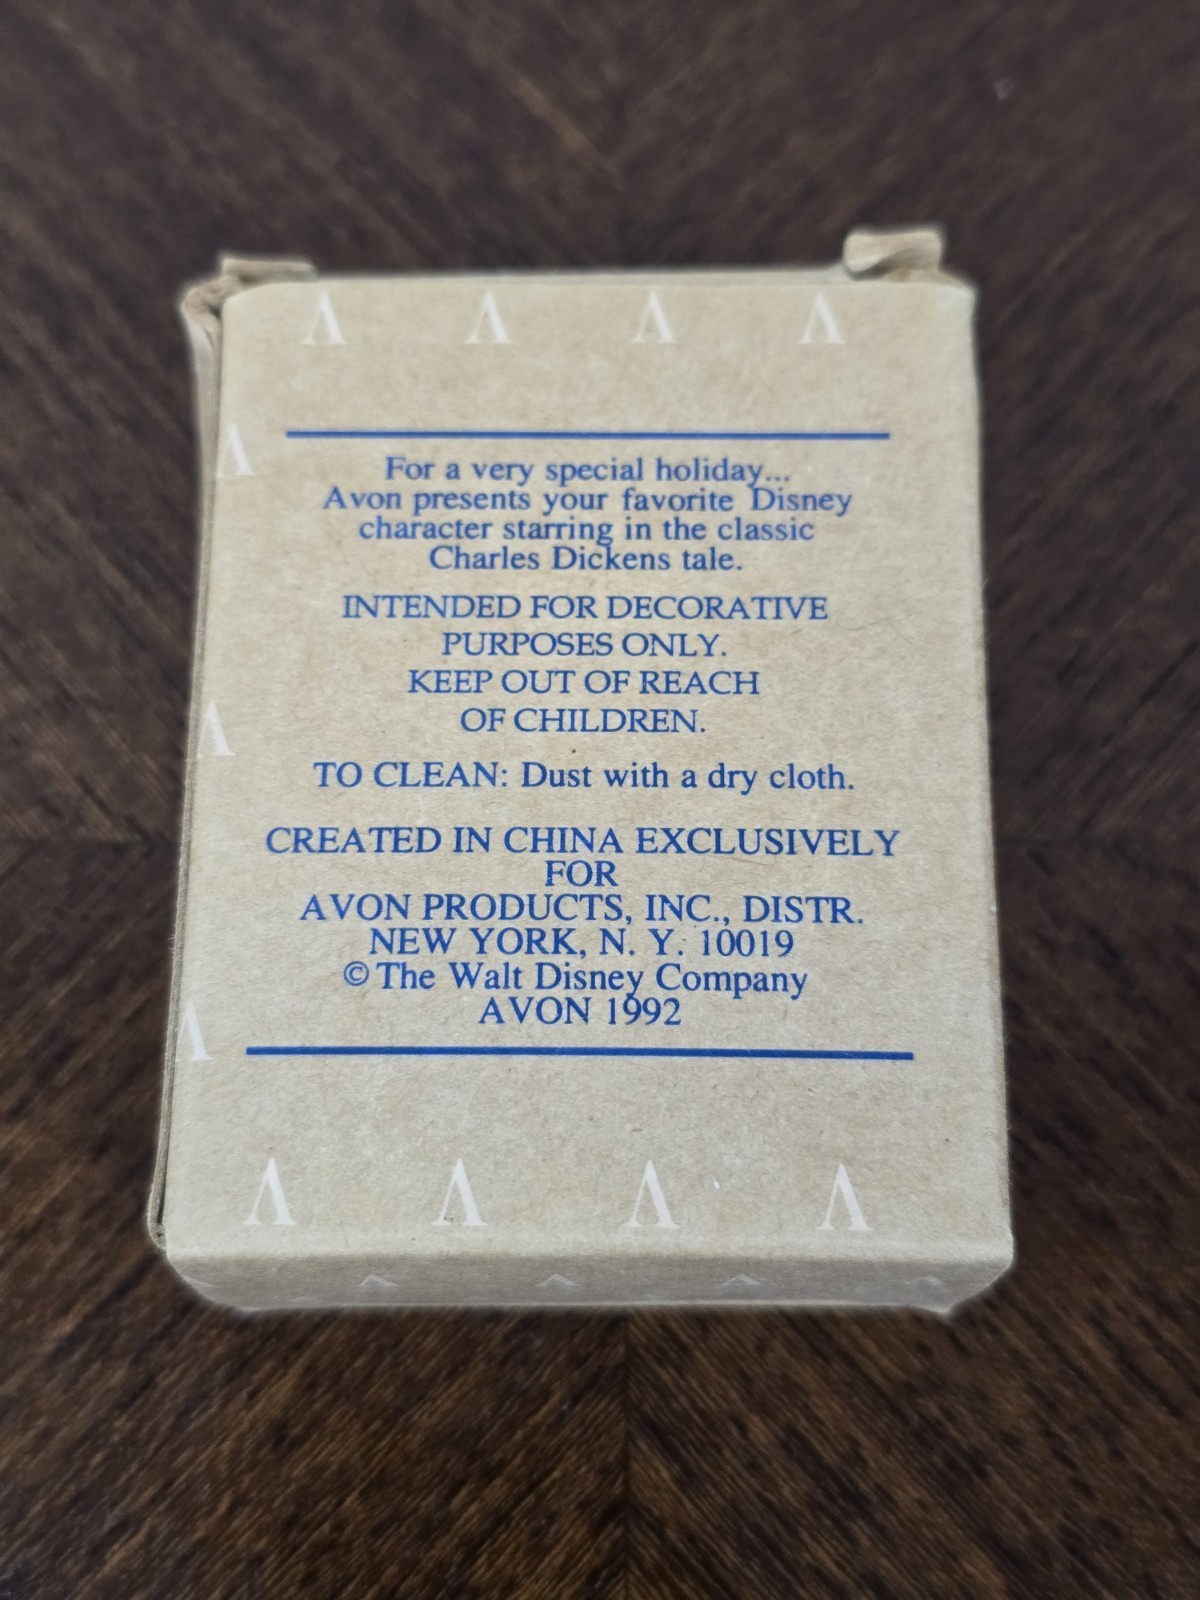 For a very special holiday...
Avon presents your favorite Disney
character starring in the classic
Charles Dickens tale.
INTENDED FOR DECORATIVE
PURPOSES ONLY.
KEEP OUT OF REACH
OF CHILDREN.
TO CLEAN: Dust with a dry cloth.
CREATED IN CHINA EXCLUSIVELY
FOR
AVON PRODUCTS, INC., DISTR.
NEW YORK, N. Y. 10019
© The Walt Disney Company
AVON 1992